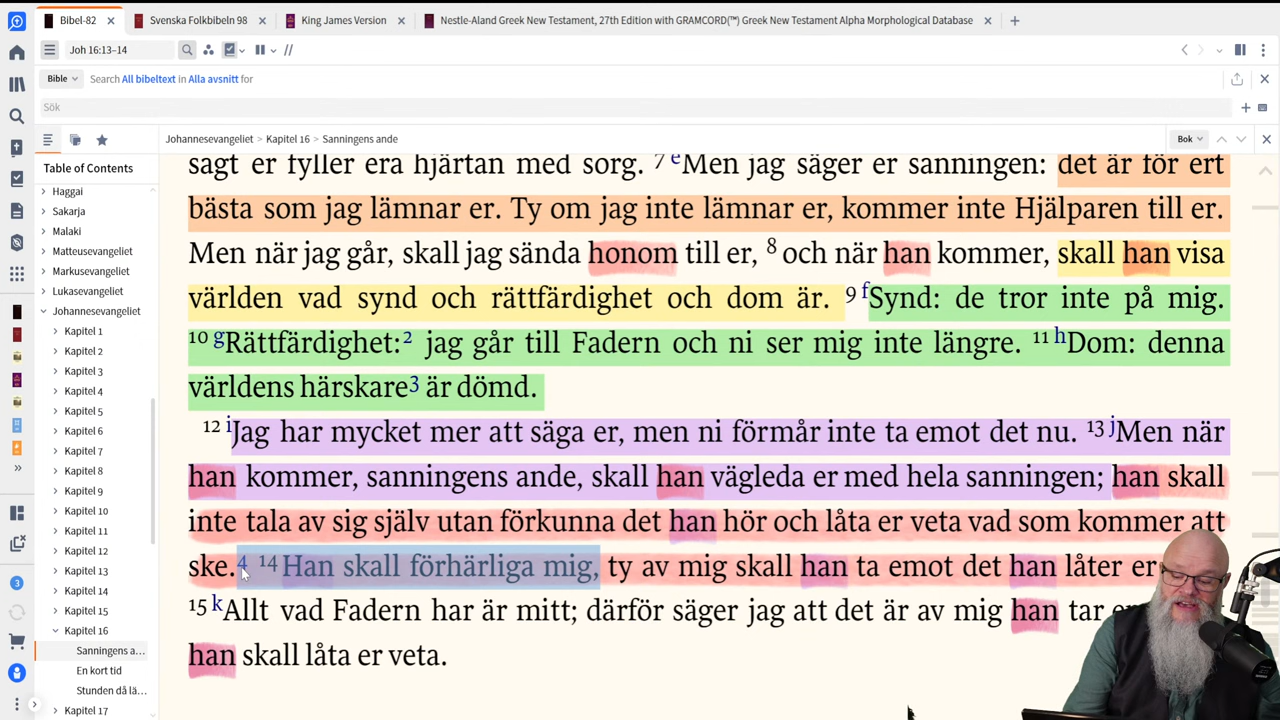 Bibel-82
Svenska Folkbibeln 98
King James Version
Nestle-Aland Greek New Testament, 27th Edition with GRAMCORD(™) Greek New Testament Alpha Morphological Database
Joh 16:13–14
Bible
Search All bibeltext in Alla avsnitt for
Sök
Johannesevangeliet > Kapitel 16 > Sanningens ande
Bok
Table of Contents
Haggai
Sakarja
Malaki
Matteusevangeliet
Markusevangeliet
Lukasevangeliet
Johannesevangeliet
Kapitel 1
Kapitel 2
Kapitel 3
Kapitel 4
Kapitel 5
Kapitel 6
Kapitel 7
Kapitel 8
Kapitel 9
Kapitel 10
Kapitel 11
Kapitel 12
Kapitel 13
Kapitel 14
Kapitel 15
Kapitel 16
Sanningens a...
En kort tid
Stunden då lä...
Kapitel 17
3
sagt er fyller era hjärtan med sorg. 7 e Men jag säger er sanningen: det är för ert
bästa som jag lämnar er. Ty om jag inte lämnar er, kommer inte Hjälparen till er.
Men när jag går, skall jag sända honom till er, 8 och när han kommer, skall han visa
världen vad synd och rättfärdighet och dom är. 9 f Synd: de tror inte på mig.
10 g Rättfärdighet:2 jag går till Fadern och ni ser mig inte längre. 11 h Dom: denna
världens härskare3 är dömd.
12 i Jag har mycket mer att säga er, men ni förmår inte ta emot det nu. 13 j Men när
han kommer, sanningens ande, skall han vägleda er med hela sanningen; han skall
inte tala av sig själv utan förkunna det han hör och låta er veta vad som kommer att
ske.4 14 Han skall förhärliga mig, ty av mig skall han ta emot det han låter er
15 k Allt vad Fadern har är mitt; därför säger jag att det är av mig han tar
han skall låta er veta.